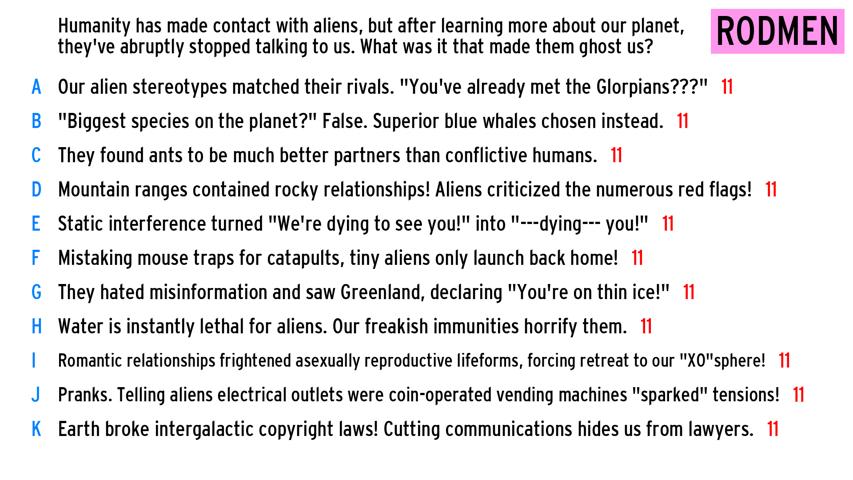 Humanity has made contact with aliens, but after learning more about our planet,
they've abruptly stopped talking to us. What was it that made them ghost us?
RODMEN
A Our alien stereotypes matched their rivals. "You've already met the Glorpians???" 11
B "Biggest species on the planet?" False. Superior blue whales chosen instead. 11
C They found ants to be much better partners than conflictive humans. 11
D Mountain ranges contained rocky relationships! Aliens criticized the numerous red flags! 11
E Static interference turned "We're dying to see you!" into "---dying--- you!" 11
F Mistaking mouse traps for catapults, tiny aliens only launch back home! 11
G They hated misinformation and saw Greenland, declaring "You're on thin ice!" 11
H Water is instantly lethal for aliens. Our freakish immunities horrify them. 11
I Romantic relationships frightened asexually reproductive lifeforms, forcing retreat to our "XO"sphere! 11
J Pranks. Telling aliens electrical outlets were coin-operated vending machines "sparked" tensions! 11
K Earth broke intergalactic copyright laws! Cutting communications hides us from lawyers. 11